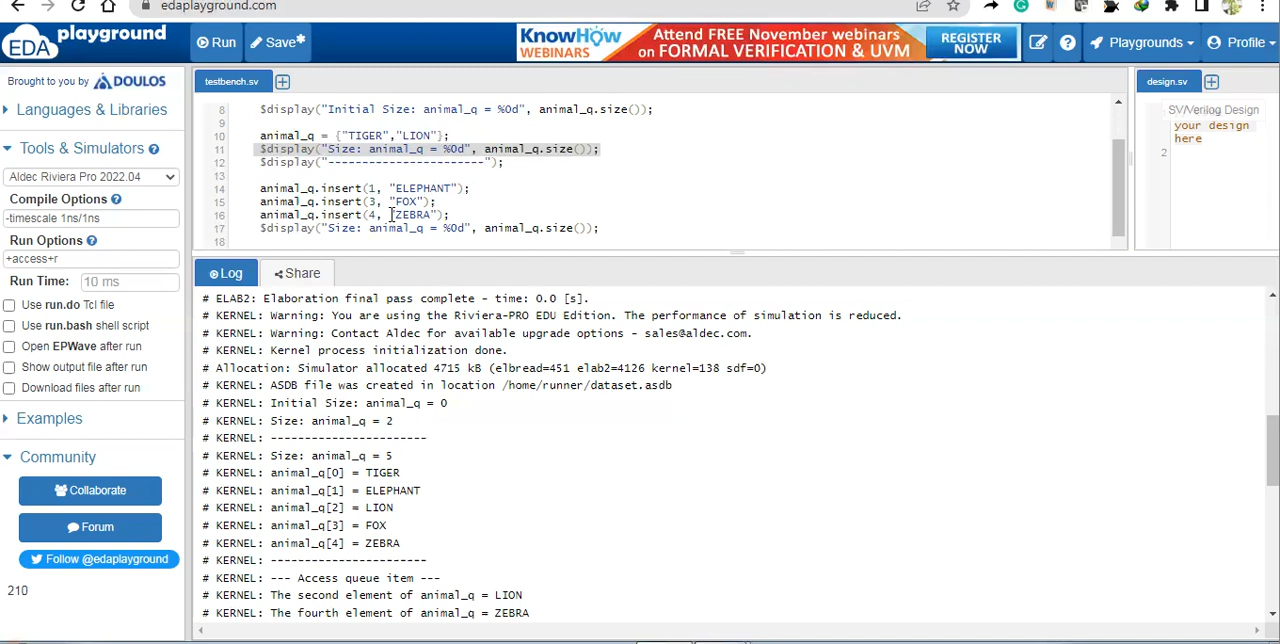 edaplayground.com
EDA playground
Run
Save*
KnowHow
WEBINARS
Attend FREE November webinars
on FORMAL VERIFICATION & UVM
REGISTER
NOW
Playgrounds
Profile
Brought to you by DOULOS
Languages & Libraries
Tools & Simulators
Aldec Riviera Pro 2022.04
Compile Options
-timescale 1ns/1ns
Run Options
+access+r
Run Time: 10 ms
Use run.do Tcl file
Use run.bash shell script
Open EPWave after run
Show output file after run
Download files after run
Examples
Community
Collaborate
Forum
Follow @edaplayground
210
testbench.sv
8 $display("Initial Size: animal_q = %0d", animal_q.size());
9
10 animal_q = {"TIGER","LION"};
11 $display("Size: animal_q = %0d", animal_q.size());
12 $display("-----------------------");
13
14 animal_q.insert(1, "ELEPHANT");
15 animal_q.insert(3, "FOX");
16 animal_q.insert(4, "ZEBRA");
17 $display("Size: animal_q = %0d", animal_q.size());
18
design.sv
SV/Verilog Design
your design
here
2
Log
Share
# ELAB2: Elaboration final pass complete - time: 0.0 [s].
# KERNEL: Warning: You are using the Riviera-PRO EDU Edition. The performance of simulation is reduced.
# KERNEL: Warning: Contact Aldec for available upgrade options - sales@aldec.com.
# KERNEL: Kernel process initialization done.
# Allocation: Simulator allocated 4715 kB (elbread=451 elab2=4126 kernel=138 sdf=0)
# KERNEL: ASDB file was created in location /home/runner/dataset.asdb
# KERNEL: Initial Size: animal_q = 0
# KERNEL: Size: animal_q = 2
# KERNEL: -----------------------
# KERNEL: Size: animal_q = 5
# KERNEL: animal_q[0] = TIGER
# KERNEL: animal_q[1] = ELEPHANT
# KERNEL: animal_q[2] = LION
# KERNEL: animal_q[3] = FOX
# KERNEL: animal_q[4] = ZEBRA
# KERNEL: -----------------------
# KERNEL: --- Access queue item ---
# KERNEL: The second element of animal_q = LION
# KERNEL: The fourth element of animal_q = ZEBRA